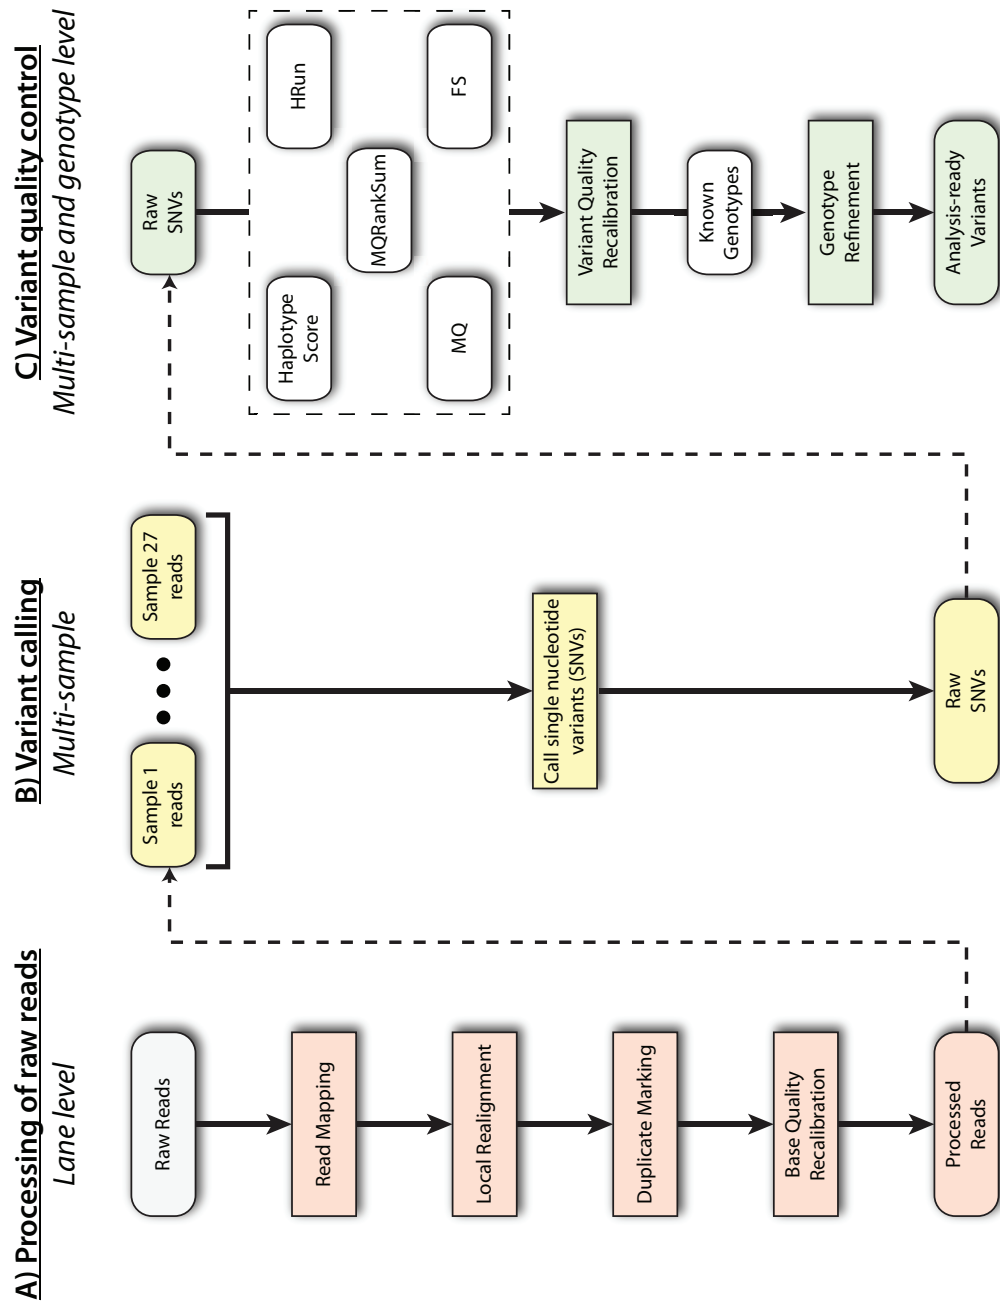 A) Processing of raw reads
Lane level
Raw Reads
Read Mapping
Local Realignment
Duplicate Marking
Base Quality
Recalibration
Processed
Reads
B) Variant calling
Multi-sample
Sample 1
reads
Sample 27
reads
Call single nucleotide
variants (SNVs)
Raw
SNVs
C) Variant quality control
Multi-sample and genotype level
Raw
SNVs
Haplotype
Score
HRun
MQRankSum
MQ
FS
Variant Quality
Recalibration
Known
Genotypes
Genotype
Refinement
Analysis-ready
Variants